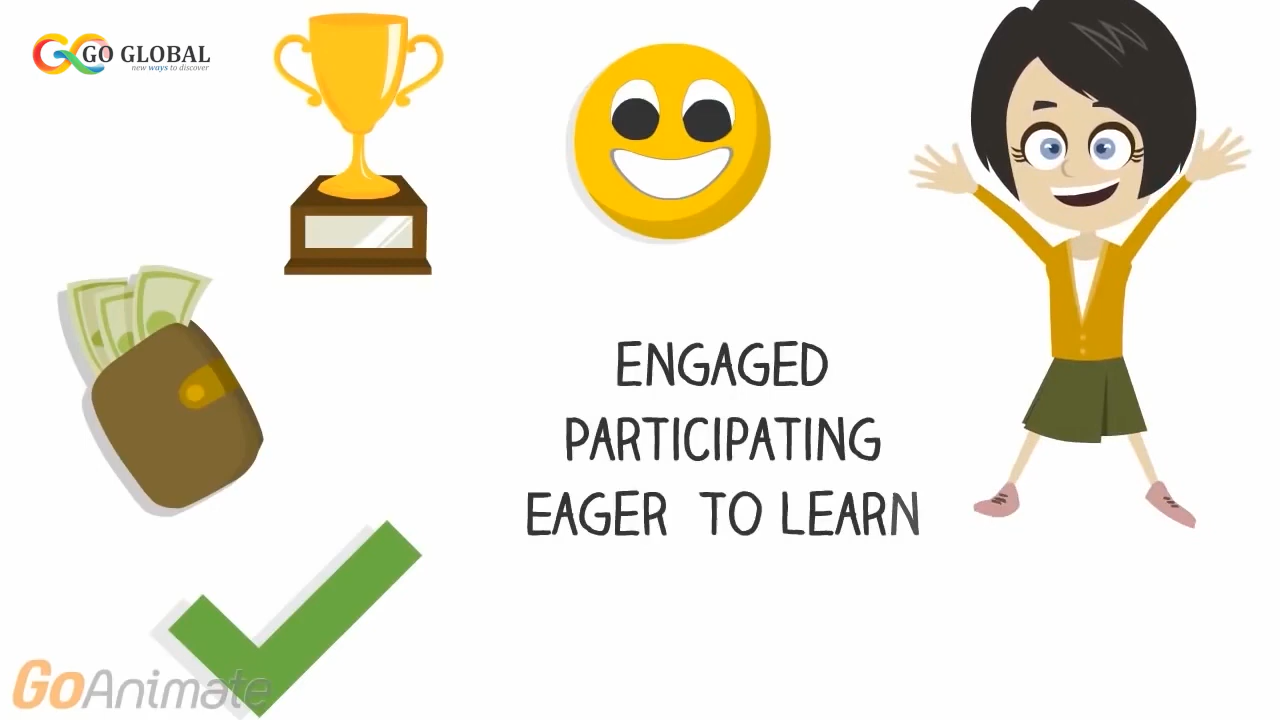 GO GLOBAL
new ways to discover
ENGAGED
PARTICIPATING
EAGER TO LEARN
GoAnimate